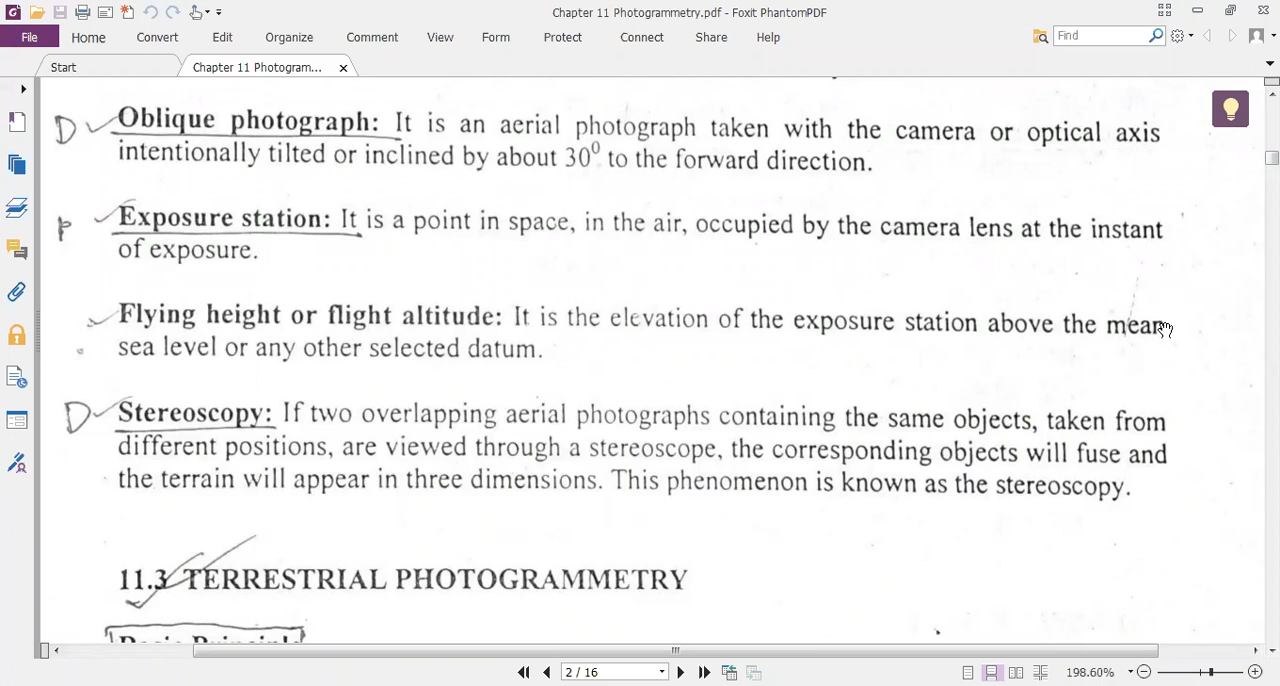 Chapter 11 Photogrammetry.pdf - Foxit PhantomPDF
File Home Convert Edit Organize Comment View Form Protect Connect Share Help Find
Start Chapter 11 Photogram...
D Oblique photograph: It is an aerial photograph taken with the camera or optical axis
intentionally tilted or inclined by about 30⁰ to the forward direction.
Exposure station: It is a point in space, in the air, occupied by the camera lens at the instant
of exposure.
Flying height or flight altitude: It is the elevation of the exposure station above the mean
sea level or any other selected datum.
D Stereoscopy: If two overlapping aerial photographs containing the same objects, taken from
different positions, are viewed through a stereoscope, the corresponding objects will fuse and
the terrain will appear in three dimensions. This phenomenon is known as the stereoscopy.
11.3 TERRESTRIAL PHOTOGRAMMETRY
Basic Principle
2 / 16 198.60%